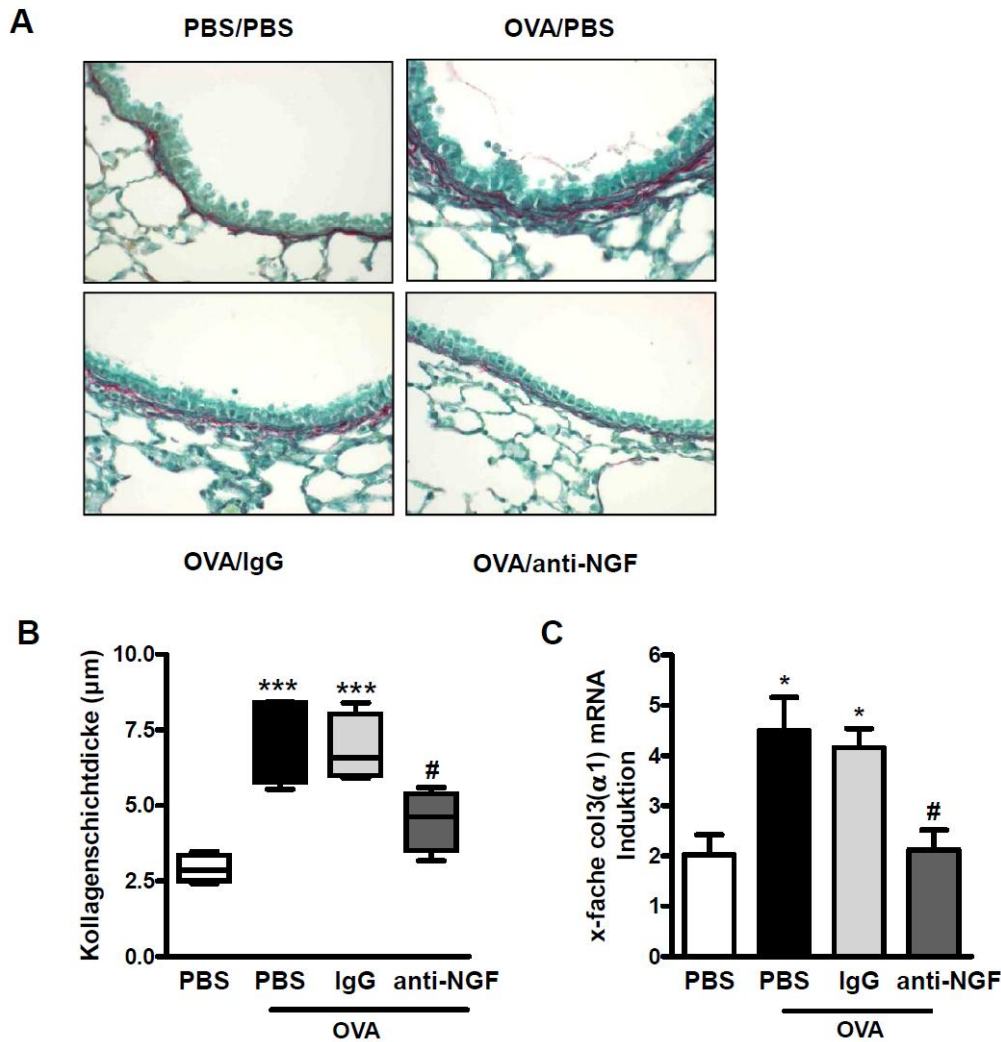 A
PBS/PBS OVA/PBS
OVA/IgG OVA/anti-NGF
B
Kollagenschichtdicke (µm)
10.0
7.5
5.0
2.5
0.0
*** ***
#
PBS PBS IgG anti-NGF
OVA
C
x-fache col3(α1) mRNA
Induktion
6
5
4
3
2
1
0
* *
#
PBS PBS IgG anti-NGF
OVA